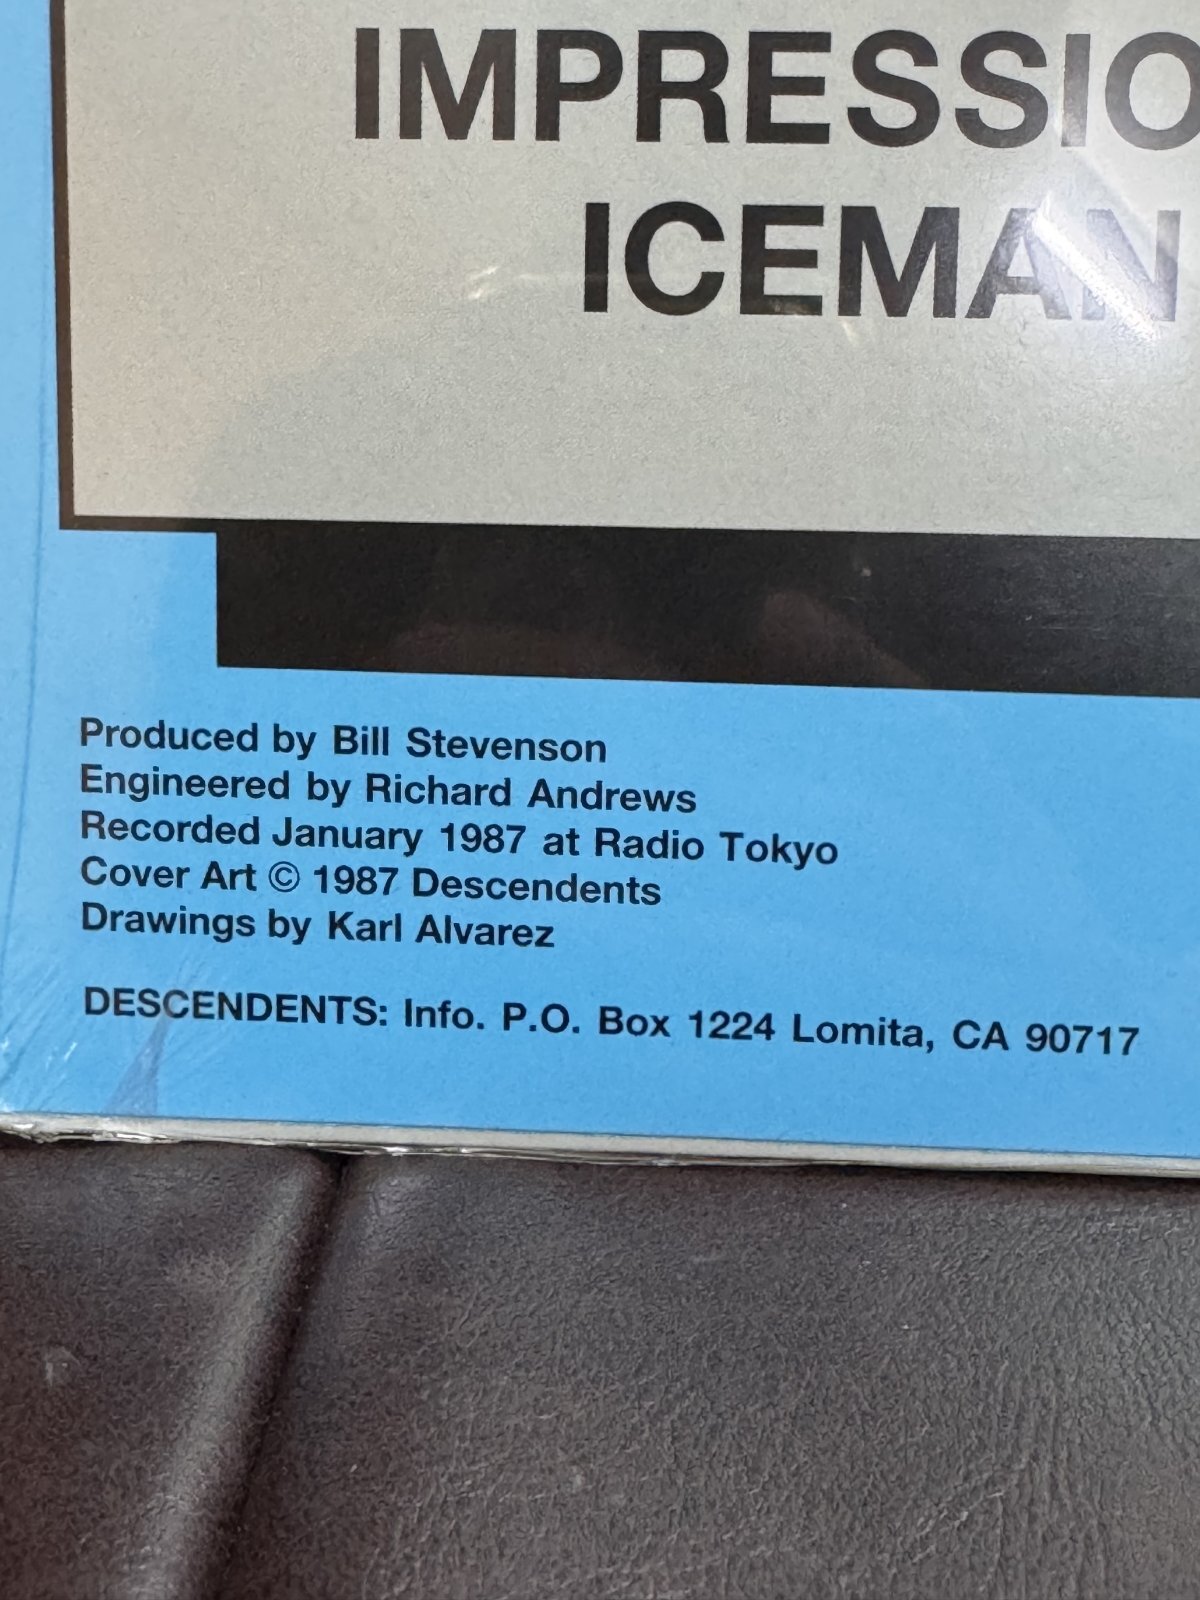 IMPRESSIO
ICEMAN
Produced by Bill Stevenson
Engineered by Richard Andrews
Recorded January 1987 at Radio Tokyo
Cover Art © 1987 Descendents
Drawings by Karl Alvarez
DESCENDENTS: Info. P.O. Box 1224 Lomita, CA 90717